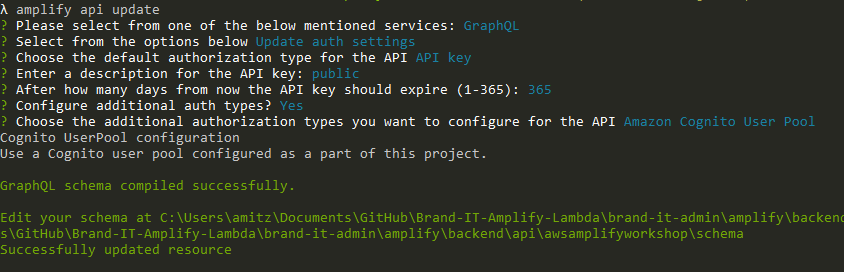 λ amplify api update
? Please select from one of the below mentioned services: GraphQL
? Select from the options below Update auth settings
? Choose the default authorization type for the API API key
? Enter a description for the API key: public
? After how many days from now the API key should expire (1-365): 365
? Configure additional auth types? Yes
? Choose the additional authorization types you want to configure for the API Amazon Cognito User Pool
Cognito UserPool configuration
Use a Cognito user pool configured as a part of this project.
GraphQL schema compiled successfully.
Edit your schema at C:\Users\amitz\Documents\GitHub\Brand-IT-Amplify-Lambda\brand-it-admin\amplify\backend
s\GitHub\Brand-IT-Amplify-Lambda\brand-it-admin\amplify\backend\api\awsamplifyworkshop\schema
Successfully updated resource